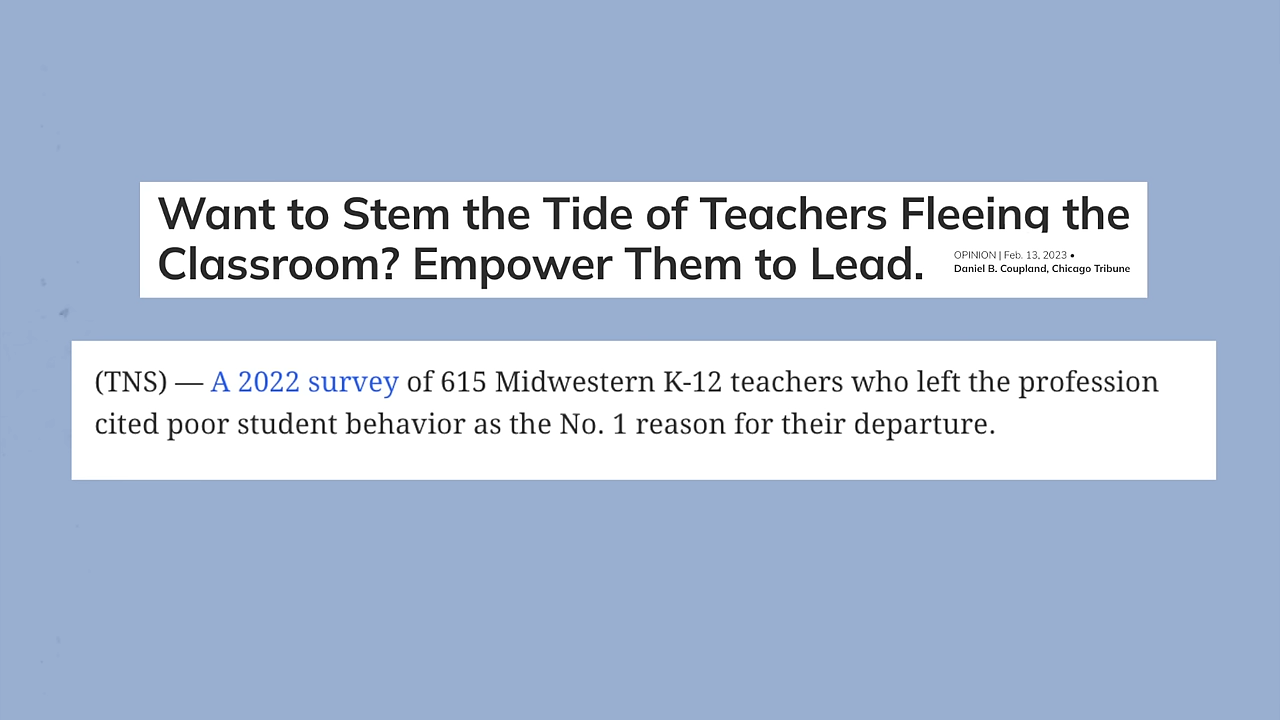 Want to Stem the Tide of Teachers Fleeing the
Classroom? Empower Them to Lead.
OPINION | Feb. 13, 2023 •
Daniel B. Coupland, Chicago Tribune
(TNS) — A 2022 survey of 615 Midwestern K-12 teachers who left the profession
cited poor student behavior as the No. 1 reason for their departure.